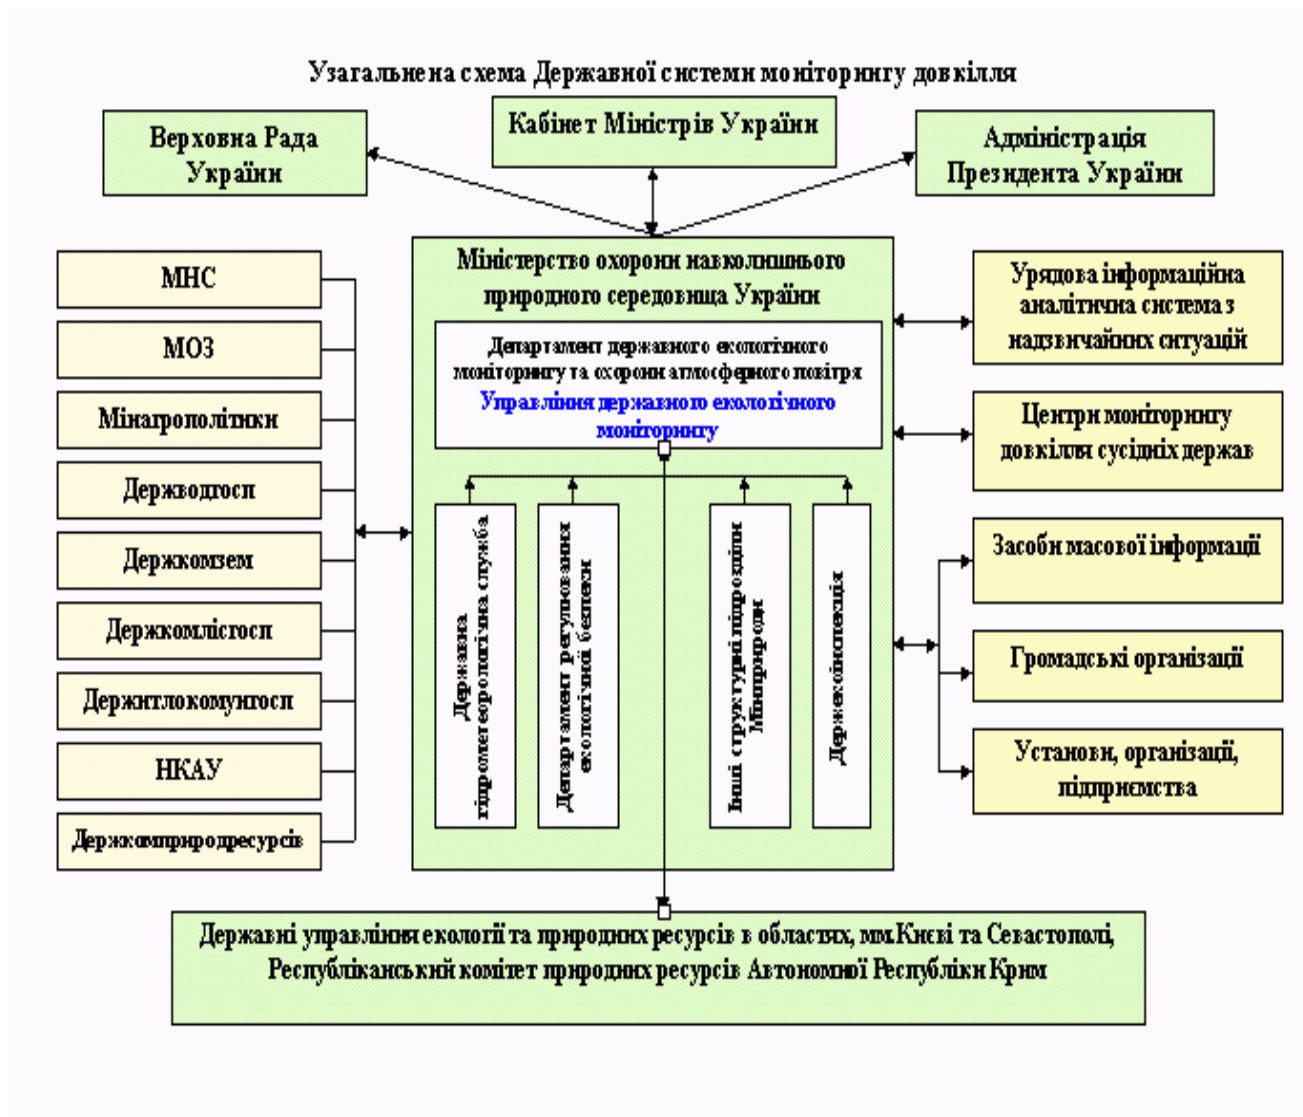 Узагальнена схема Державної системи моніторингу довкілля
Верховна Рада
України
Кабінет Міністрів України
Адміністрація
Президента України
МНС
МОЗ
Мінагрополітики
Держводгосп
Держкомзем
Держкомлісгосп
Держитлокомунгосп
НКАУ
Держкомприродресурсів
Міністерство охорони навколишнього
природного середовища України
Департамент державного екологічного
моніторингу та охорони атмосферного повітря
Управління державного екологічного
моніторингу
Державна
гідрометеорологічна служба
Департамент регулювання
екологічної безпеки
Інші структурні підрозділи
Мінприроди
Держекоінспекція
Урядова інформаційна
аналітична система з
надзвичайних ситуацій
Центри моніторингу
довкілля сусідніх держав
Засоби масової інформації
Громадські організації
Установи, організації,
підприємства
Державні управління екології та природних ресурсів в областях, мм.Києві та Севастополі,
Республіканський комітет природних ресурсів Автономної Республіки Крим